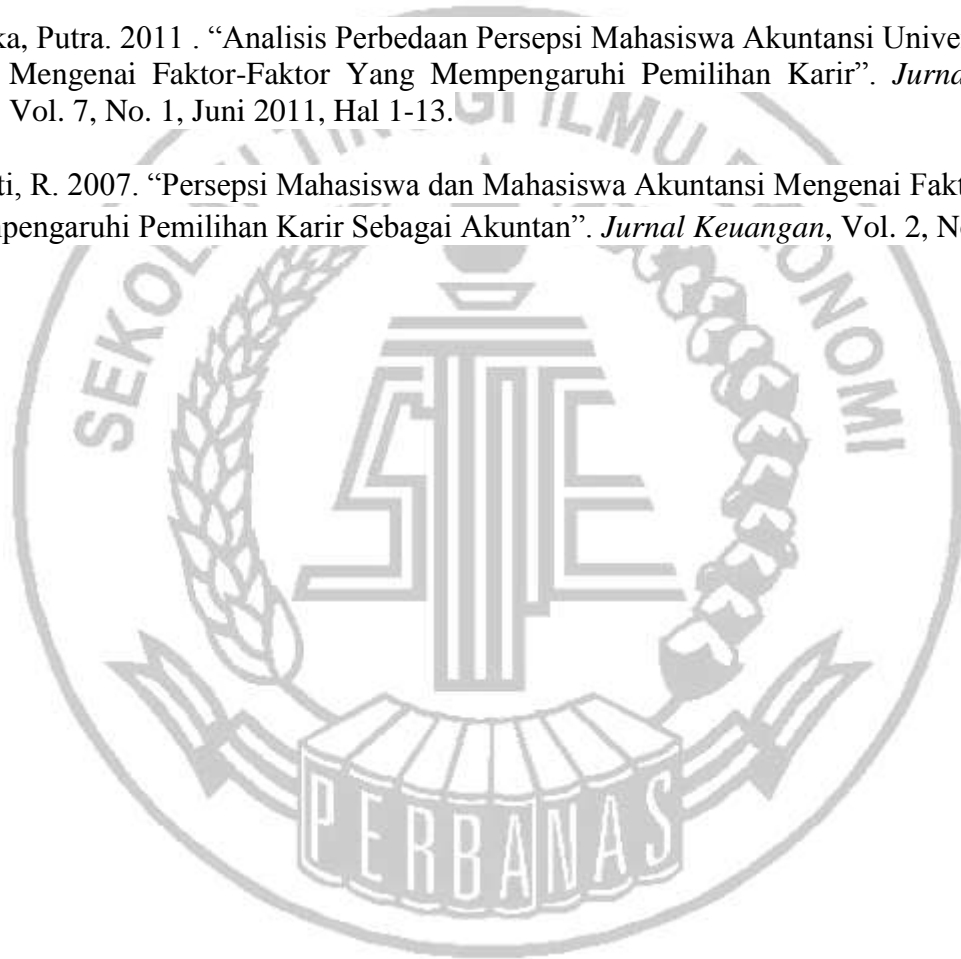 ka, Putra. 2011 . “Analisis Perbedaan Persepsi Mahasiswa Akuntansi Unive
Mengenai Faktor-Faktor Yang Mempengaruhi Pemilihan Karir”. Jurna
Vol. 7, No. 1, Juni 2011, Hal 1-13.
ti, R. 2007. “Persepsi Mahasiswa dan Mahasiswa Akuntansi Mengenai Fakt
npengaruhi Pemilihan Karir Sebagai Akuntan”. Jurnal Keuangan, Vol. 2, N
SEKOLAH TINGGI ILMU EKONOMI
STIE
PERBANAS